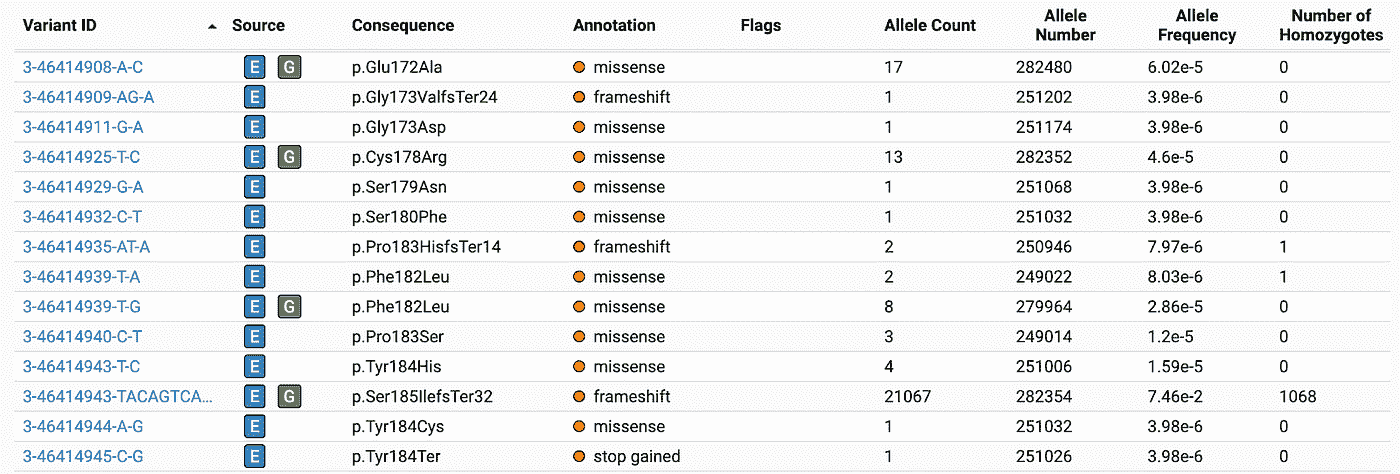 Variant ID Source Consequence Annotation Flags Allele Count Allele Number Allele Frequency Number of Homozygotes
3-46414908-A-C E G p.Glu172Ala missense 17 282480 6.02e-5 0
3-46414909-AG-A E p.Gly173ValfsTer24 frameshift 1 251202 3.98e-6 0
3-46414911-G-A E p.Gly173Asp missense 1 251174 3.98e-6 0
3-46414925-T-C E G p.Cys178Arg missense 13 282352 4.6e-5 0
3-46414929-G-A E p.Ser179Asn missense 1 251068 3.98e-6 0
3-46414932-C-T E p.Ser180Phe missense 1 251032 3.98e-6 0
3-46414935-AT-A E p.Pro183HisfsTer14 frameshift 2 250946 7.97e-6 1
3-46414939-T-A E p.Phe182Leu missense 2 249022 8.03e-6 1
3-46414939-T-G E G p.Phe182Leu missense 8 279964 2.86e-5 0
3-46414940-C-T E p.Pro183Ser missense 3 249014 1.2e-5 0
3-46414943-T-C E p.Tyr184His missense 4 251006 1.59e-5 0
3-46414943-TACAGTCA... E G p.Ser185IlefsTer32 frameshift 21067 282354 7.46e-2 1068
3-46414944-A-G E p.Tyr184Cys missense 1 251032 3.98e-6 0
3-46414945-C-G E p.Tyr184Ter stop gained 1 251026 3.98e-6 0